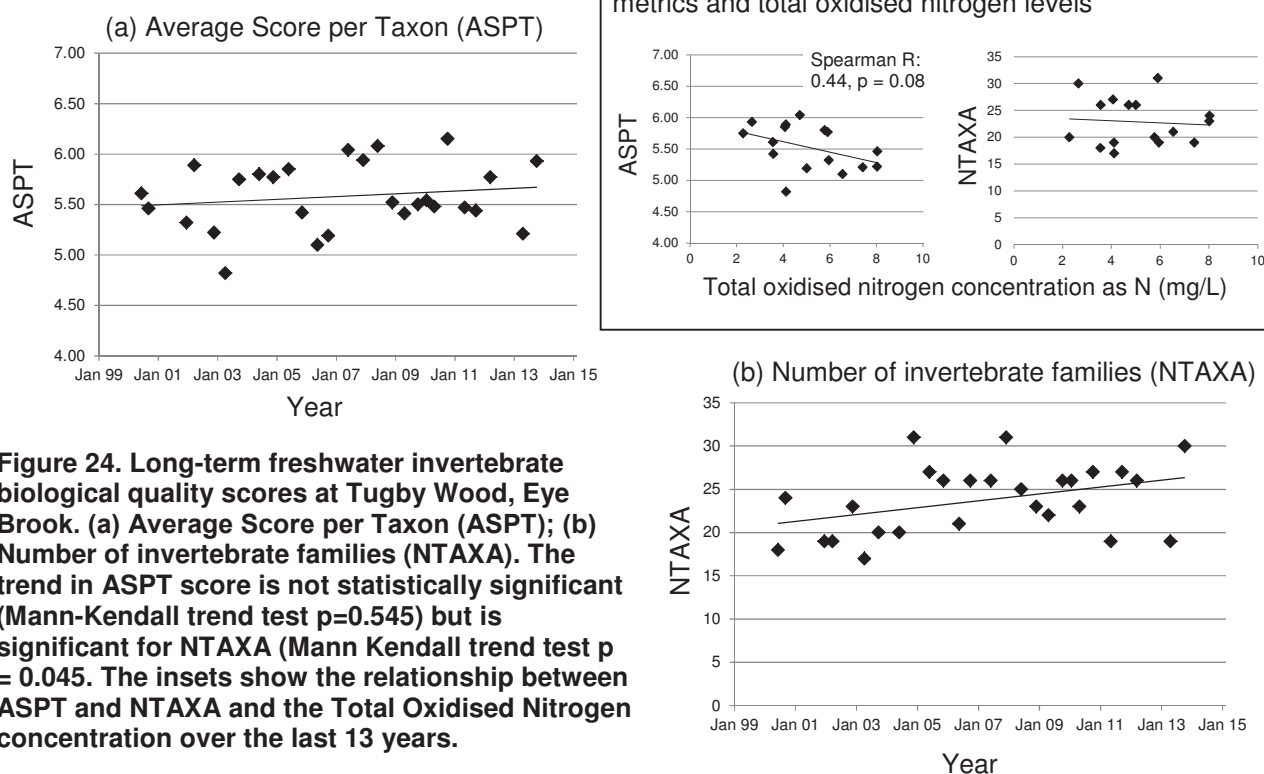 (a) Average Score per Taxon (ASPT)
7.00
6.50
6.00
5.50
5.00
4.50
4.00
ASPT
Jan 99 Jan 01 Jan 03 Jan 05 Jan 07 Jan 09 Jan 11 Jan 13 Jan 15
Year
metrics and total oxidised nitrogen levels
7.00
6.50
6.00
5.50
5.00
4.50
4.00
ASPT
Spearman R:
0.44, p = 0.08
0 2 4 6 8 10
35
30
25
20
15
10
5
0
NTAXA
0 2 4 6 8 10
Total oxidised nitrogen concentration as N (mg/L)
(b) Number of invertebrate families (NTAXA)
35
30
25
20
15
10
5
0
NTAXA
Jan 99 Jan 01 Jan 03 Jan 05 Jan 07 Jan 09 Jan 11 Jan 13 Jan 15
Year
Figure 24. Long-term freshwater invertebrate
biological quality scores at Tugby Wood, Eye
Brook. (a) Average Score per Taxon (ASPT); (b)
Number of invertebrate families (NTAXA). The
trend in ASPT score is not statistically significant
(Mann-Kendall trend test p=0.545) but is
significant for NTAXA (Mann Kendall trend test p
= 0.045. The insets show the relationship between
ASPT and NTAXA and the Total Oxidised Nitrogen
concentration over the last 13 years.